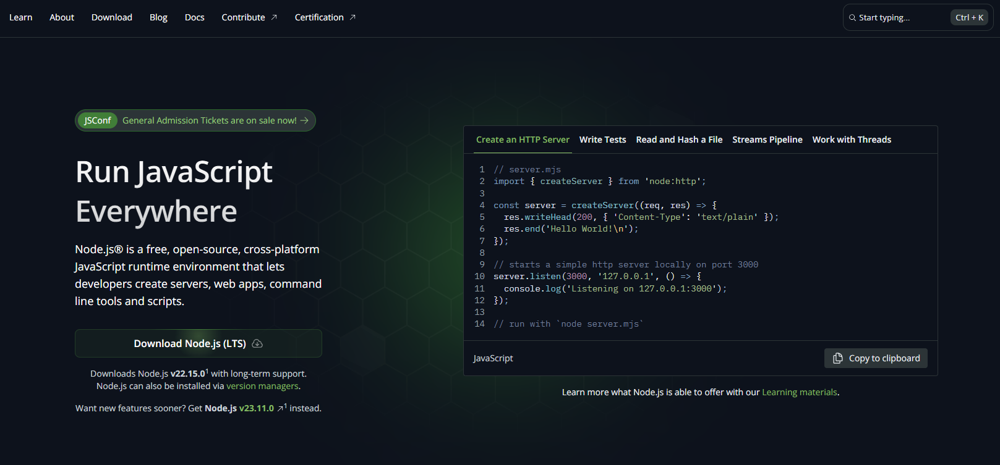 Learn About Download Blog Docs Contribute ↗ Certification ↗ Start typing... Ctrl + K
JSConf General Admission Tickets are on sale now! →
Run JavaScript
Everywhere
Node.js® is a free, open-source, cross-platform
JavaScript runtime environment that lets
developers create servers, web apps, command
line tools and scripts.
Download Node.js (LTS)
Downloads Node.js v22.15.0¹ with long-term support.
Node.js can also be installed via version managers.
Want new features sooner? Get Node.js v23.11.0 ↗¹ instead.
Create an HTTP Server Write Tests Read and Hash a File Streams Pipeline Work with Threads
1 // server.mjs
2 import { createServer } from 'node:http';
3
4 const server = createServer((req, res) => {
5   res.writeHead(200, { 'Content-Type': 'text/plain' });
6   res.end('Hello World!\n');
7 });
8
9 // starts a simple http server locally on port 3000
10 server.listen(3000, '127.0.0.1', () => {
11   console.log('Listening on 127.0.0.1:3000');
12 });
13
14 // run with `node server.mjs`
JavaScript Copy to clipboard
Learn more what Node.js is able to offer with our Learning materials.